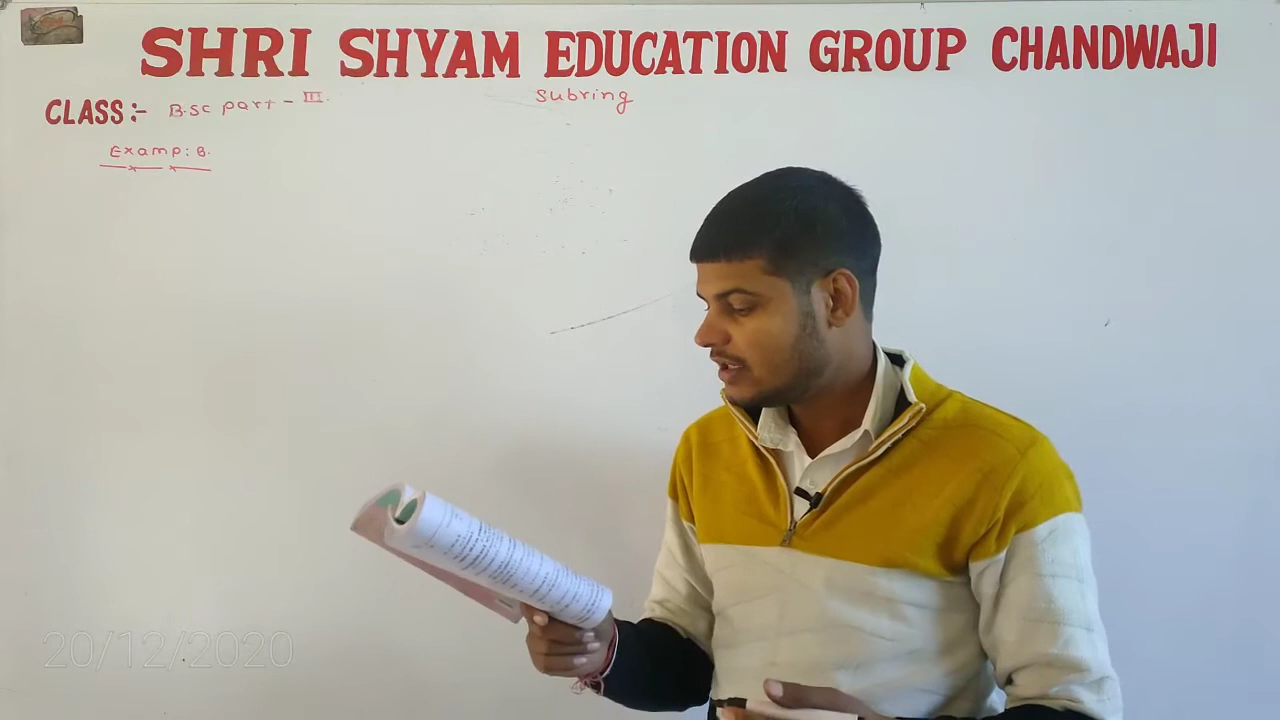 SHRI SHYAM EDUCATION GROUP CHANDWAJI
CLASS:- B.sc part - III.
subring
Examp: 8.
20/12/2020